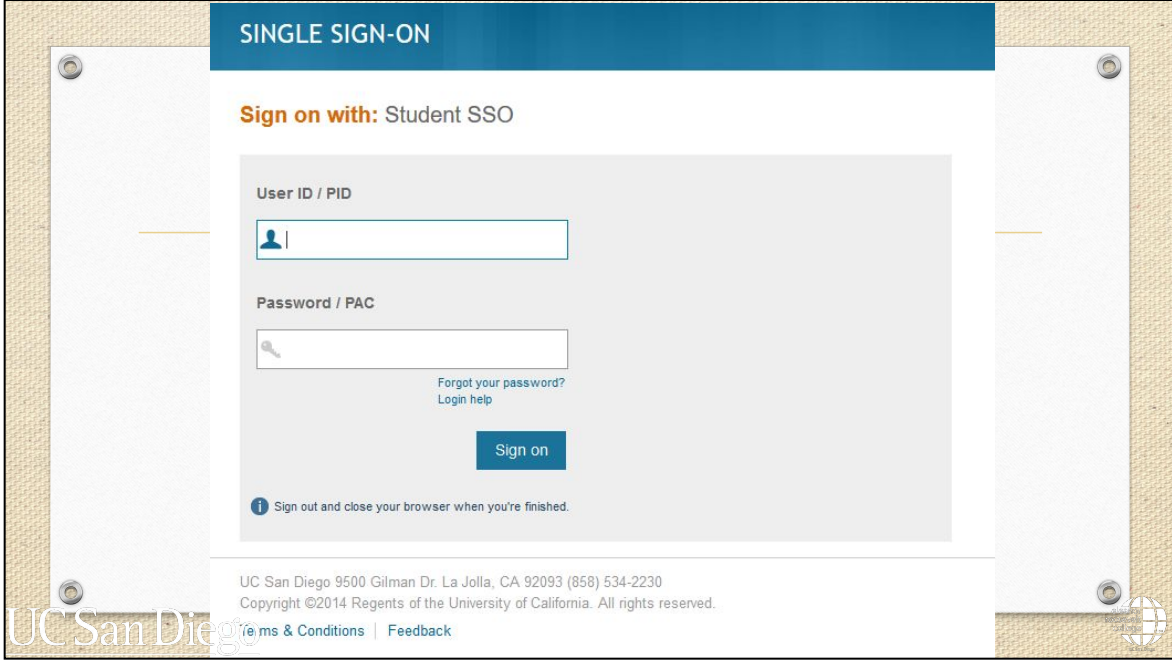 SINGLE SIGN-ON
Sign on with: Student SSO
User ID / PID
Password / PAC
Forgot your password?
Login help
Sign on
Sign out and close your browser when you're finished.
UC San Diego 9500 Gilman Dr. La Jolla, CA 92093 (858) 534-2230
Copyright ©2014 Regents of the University of California. All rights reserved.
Terms & Conditions | Feedback
UC San Diego